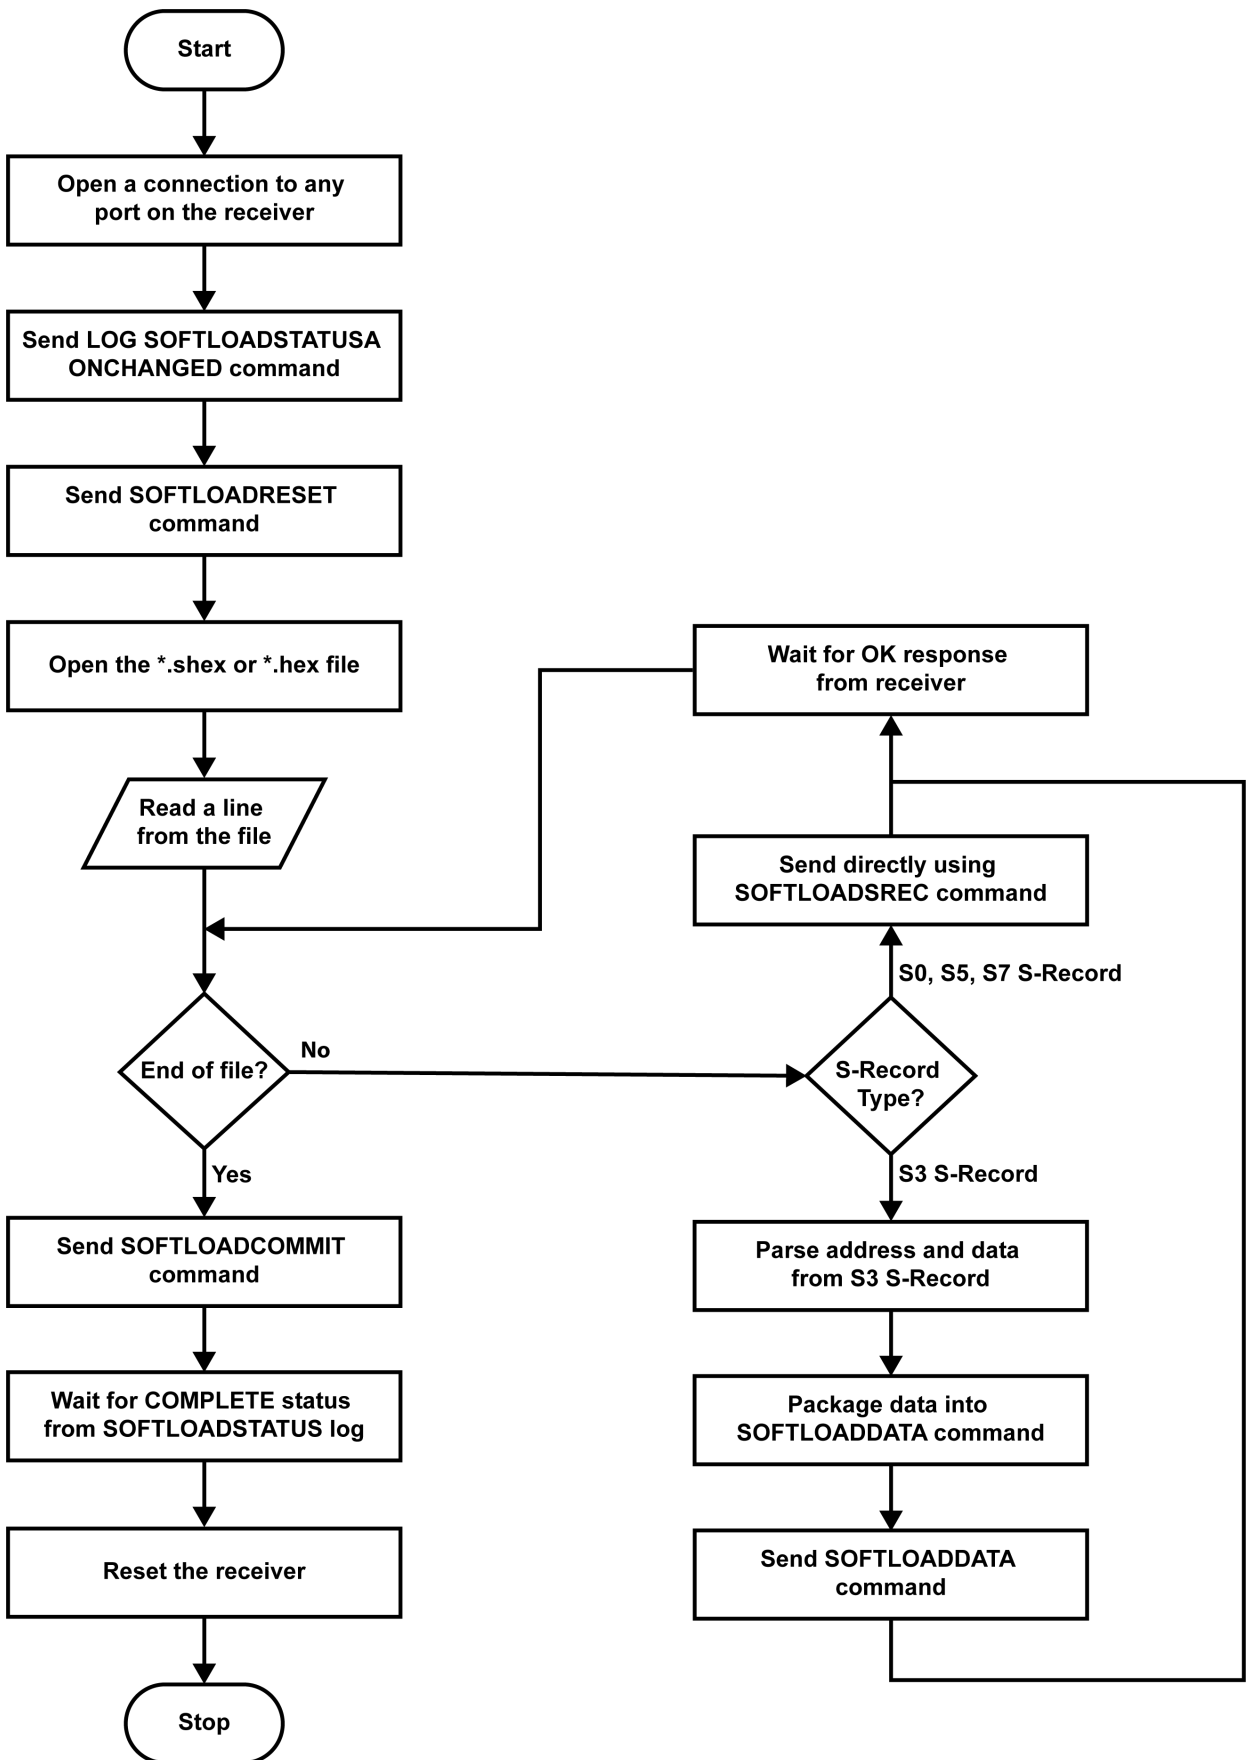 Start
Open a connection to any
port on the receiver
Send LOG SOFTLOADSTATUSA
ONCHANGED command
Send SOFTLOADRESET
command
Open the *.shex or *.hex file
Read a line
from the file
End of file?
No
Yes
Send SOFTLOADCOMMIT
command
Wait for COMPLETE status
from SOFTLOADSTATUS log
Reset the receiver
Stop
Wait for OK response
from receiver
Send directly using
SOFTLOADSREC command
S0, S5, S7 S-Record
S-Record
Type?
S3 S-Record
Parse address and data
from S3 S-Record
Package data into
SOFTLOADDATA command
Send SOFTLOADDATA
command